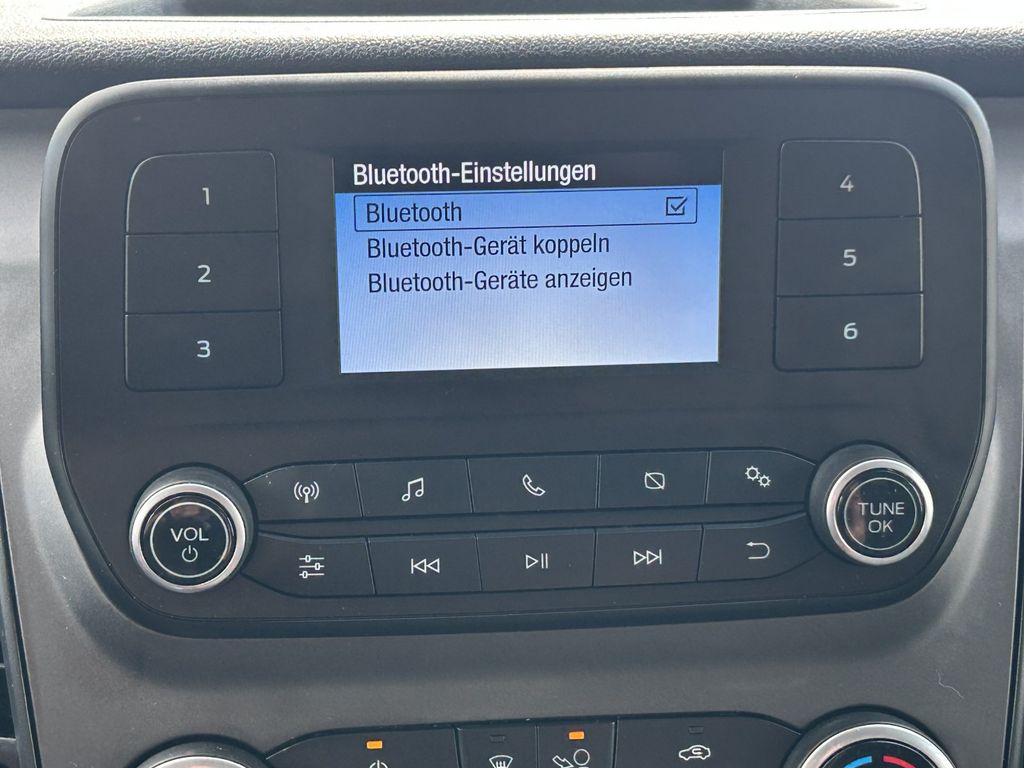 Bluetooth-Einstellungen
Bluetooth
Bluetooth-Gerät koppeln
Bluetooth-Geräte anzeigen
1
2
3
4
5
6
VOL
TUNE
OK